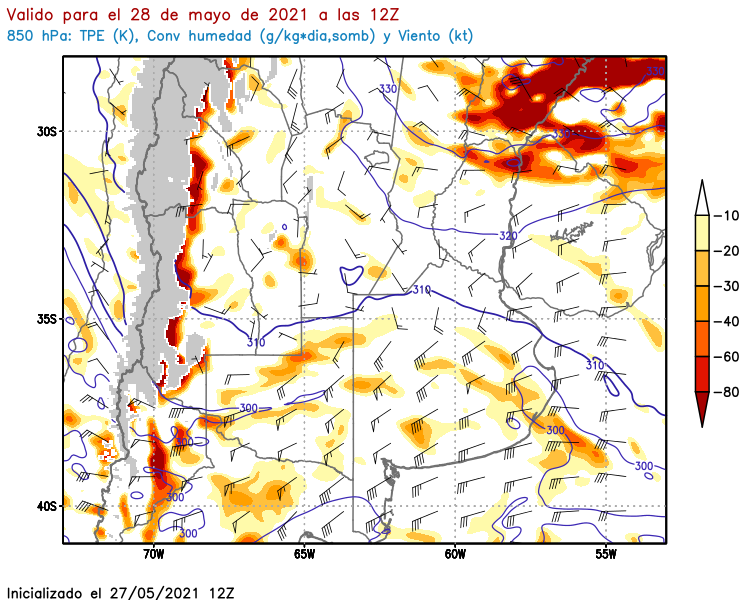 Valido para el 28 de mayo de 2021 a las 12Z
850 hPa: TPE (K), Conv humedad (g/kg*dia,somb) y Viento (kt)
335
330
330
30S
320
310
35S
310
310
300
300
300
300
300
300
40S
70W 65W 60W 55W
-10
-20
-30
-40
-60
-80
Inicializado el 27/05/2021 12Z